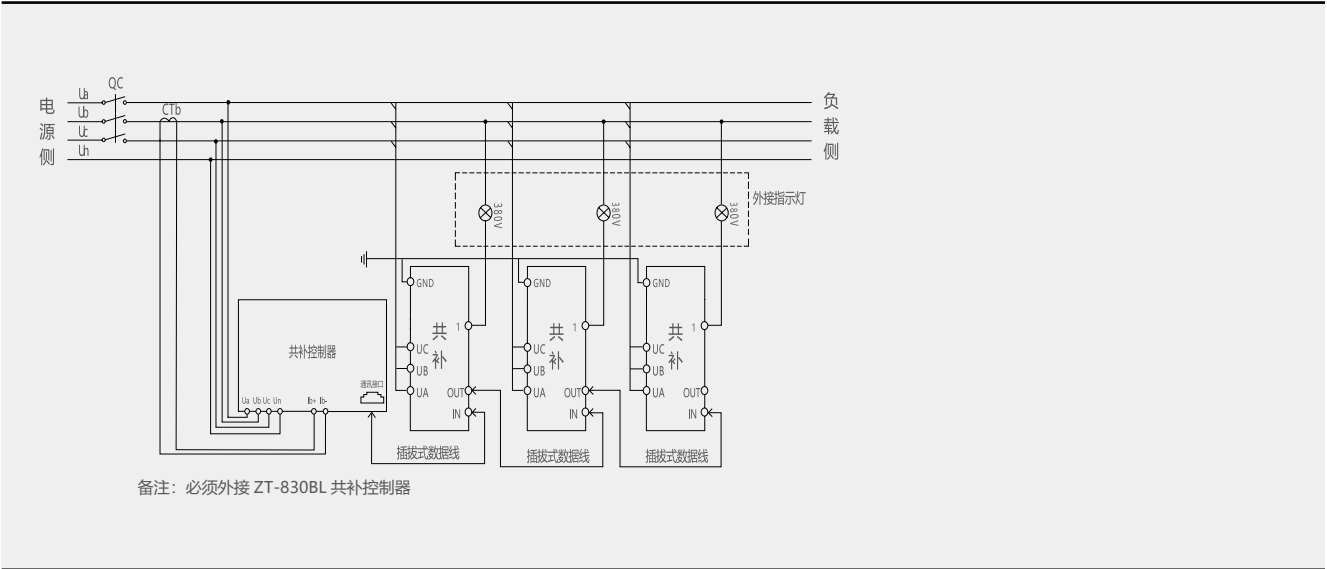 电源侧
QC
Ua
Ub
Uc
Un
CTb
负载侧
外接指示灯
380V
380V
380V
GND
共补
1
UC
UB
UA
OUT
IN
GND
共补
1
UC
UB
UA
OUT
IN
GND
共补
1
UC
UB
UA
OUT
IN
共补控制器
通讯接口
Ua Ub Uc Un Ib+ Ib-
插拔式数据线
插拔式数据线
插拔式数据线
备注：必须外接 ZT-830BL 共补控制器